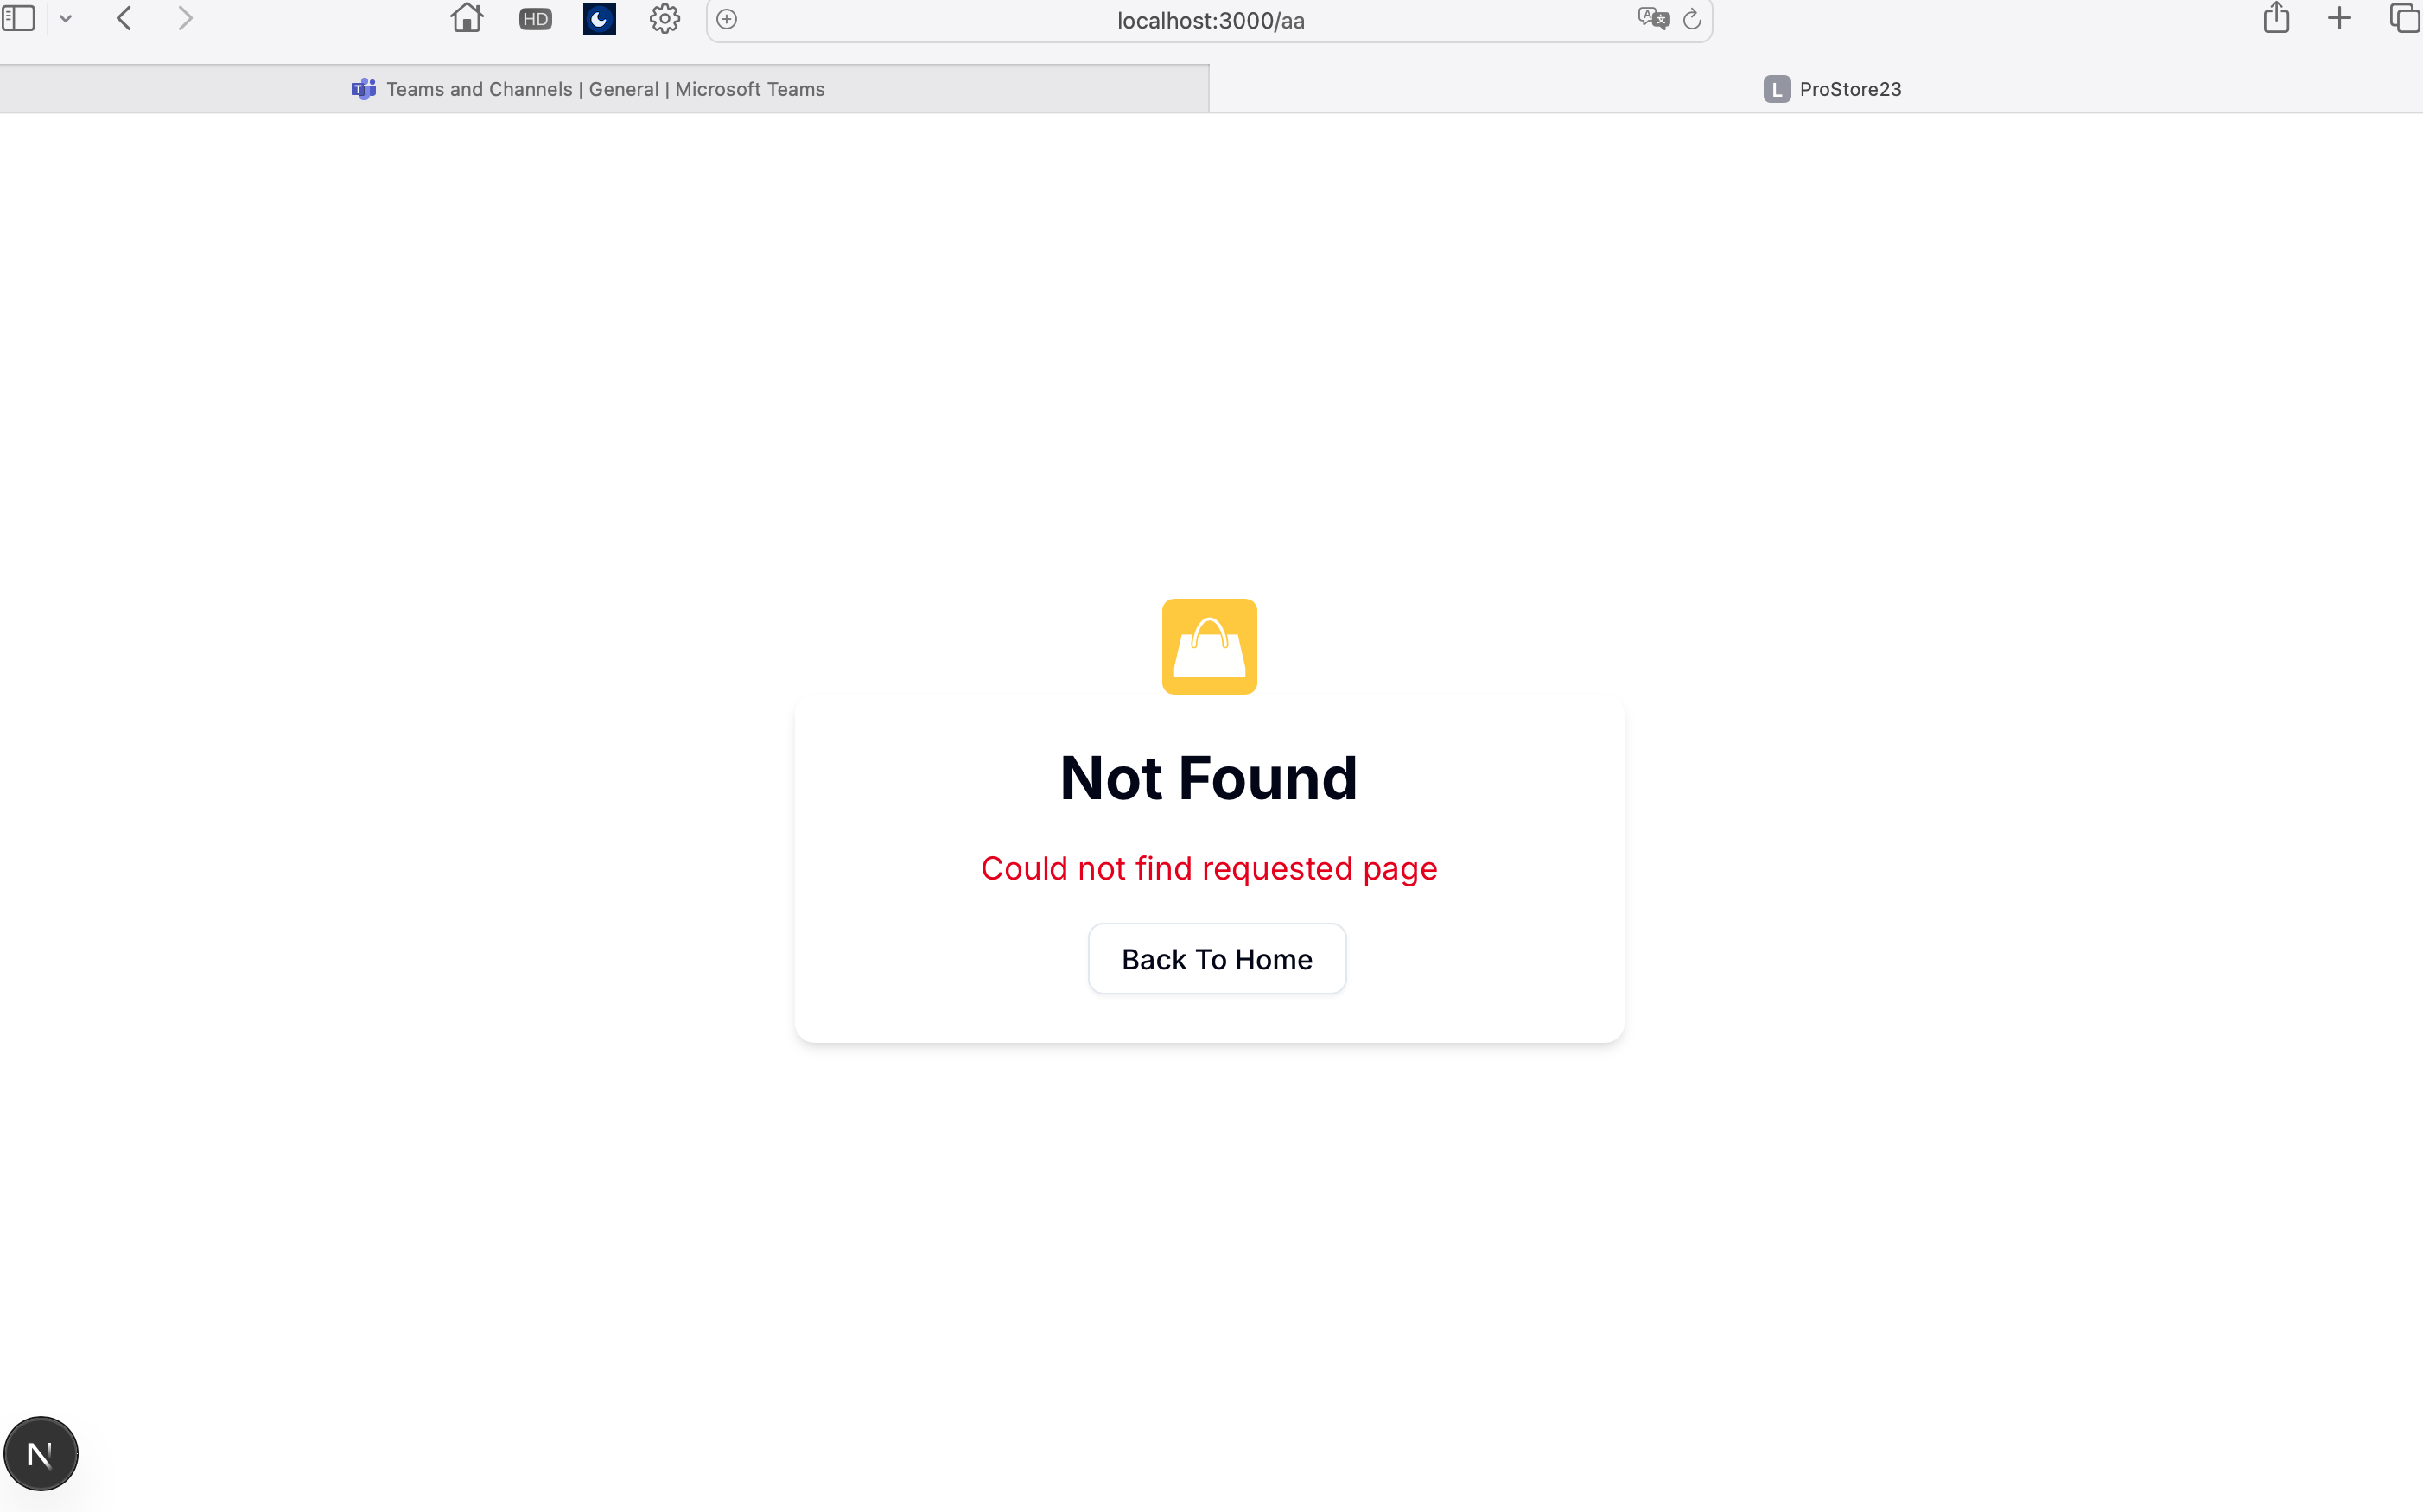 HD
localhost:3000/aa
Teams and Channels | General | Microsoft Teams
L ProStore23
Not Found
Could not find requested page
Back To Home
N